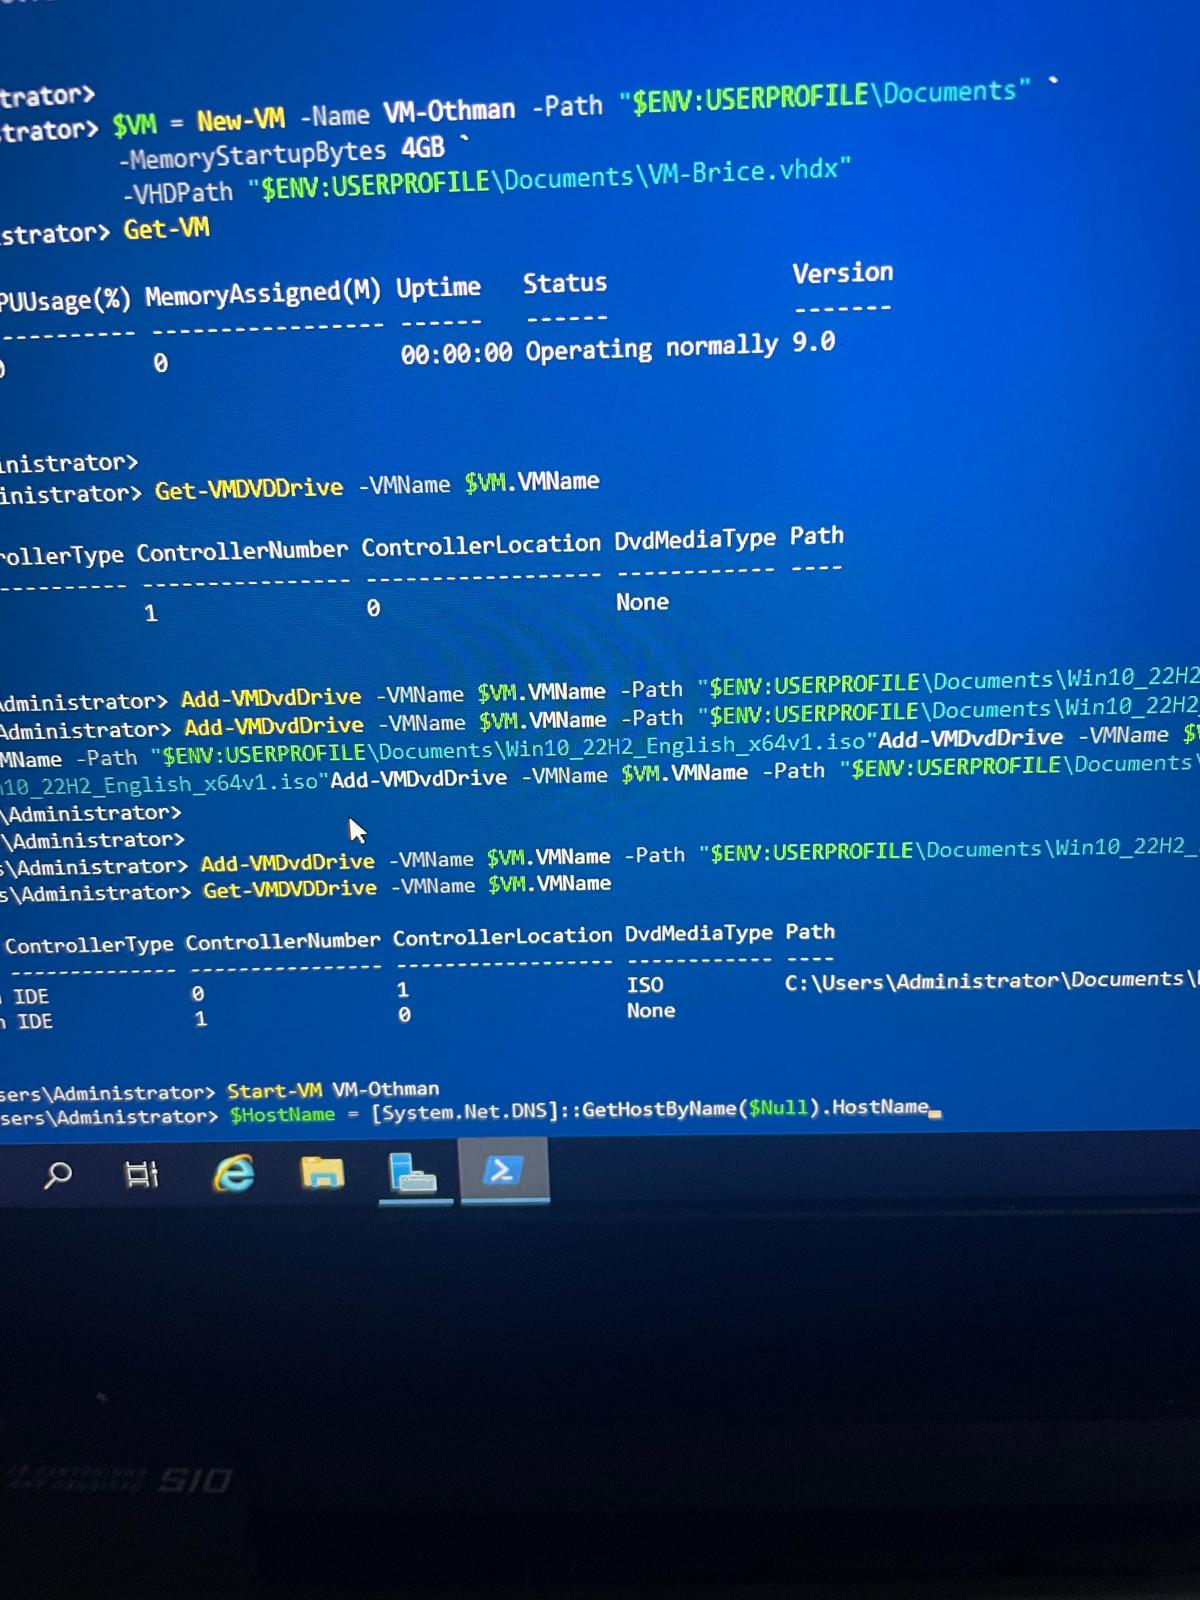 trator>
strator> $VM = New-VM -Name VM-Othman -Path "$ENV:USERPROFILE\Documents" `
-MemoryStartupBytes 4GB `
-VHDPath "$ENV:USERPROFILE\Documents\VM-Brice.vhdx"
istrator> Get-VM
PUUsage(%) MemoryAssigned(M) Uptime Status Version
---------- ----------------- ------ ------ -------
0 0 00:00:00 Operating normally 9.0
inistrator>
inistrator> Get-VMDVDDrive -VMName $VM.VMName
rollerType ControllerNumber ControllerLocation DvdMediaType Path
---------- ---------------- ------------------ ------------ ----
1 0 None
Administrator> Add-VMDvdDrive -VMName $VM.VMName -Path "$ENV:USERPROFILE\Documents\Win10_22H2
Administrator> Add-VMDvdDrive -VMName $VM.VMName -Path "$ENV:USERPROFILE\Documents\Win10_22H2_
MName -Path "$ENV:USERPROFILE\Documents\Win10_22H2_English_x64v1.iso"Add-VMDvdDrive -VMName $
10_22H2_English_x64v1.iso"Add-VMDvdDrive -VMName $VM.VMName -Path "$ENV:USERPROFILE\Documents\
\Administrator>
\Administrator>
s\Administrator> Add-VMDvdDrive -VMName $VM.VMName -Path "$ENV:USERPROFILE\Documents\Win10_22H2_
s\Administrator> Get-VMDVDDrive -VMName $VM.VMName
ControllerType ControllerNumber ControllerLocation DvdMediaType Path
-------------- ---------------- ------------------ ------------ ----
IDE 0 1 ISO C:\Users\Administrator\Documents\
IDE 1 0 None
sers\Administrator> Start-VM VM-Othman
sers\Administrator> $HostName = [System.Net.DNS]::GetHostByName($Null).HostName